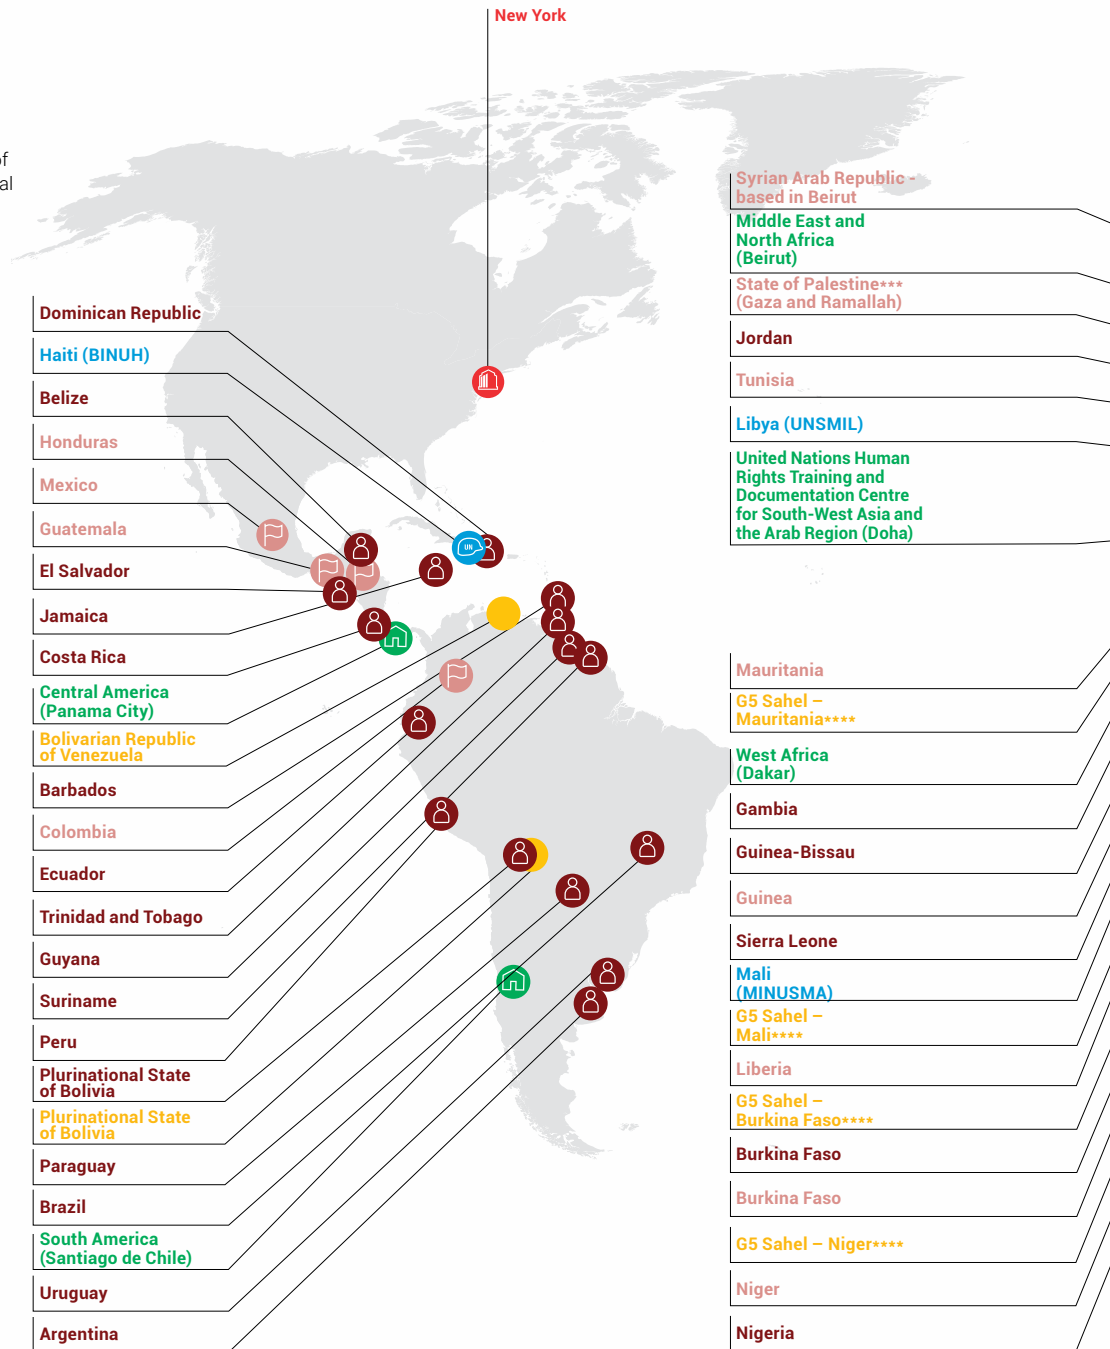 New York
of
al
Dominican Republic
Haiti (BINUH)
Belize
Honduras
Mexico
Guatemala
El Salvador
Jamaica
Costa Rica
Central America
(Panama City)
Bolivarian Republic
of Venezuela
Barbados
Colombia
Ecuador
Trinidad and Tobago
Guyana
Suriname
Peru
Plurinational State
of Bolivia
Plurinational State
of Bolivia
Paraguay
Brazil
South America
(Santiago de Chile)
Uruguay
Argentina
UN
Syrian Arab Republic -
based in Beirut
Middle East and
North Africa
(Beirut)
State of Palestine***
(Gaza and Ramallah)
Jordan
Tunisia
Libya (UNSMIL)
United Nations Human
Rights Training and
Documentation Centre
for South-West Asia and
the Arab Region (Doha)
Mauritania
G5 Sahel –
Mauritania****
West Africa
(Dakar)
Gambia
Guinea-Bissau
Guinea
Sierra Leone
Mali
(MINUSMA)
G5 Sahel –
Mali****
Liberia
G5 Sahel –
Burkina Faso****
Burkina Faso
Burkina Faso
G5 Sahel – Niger****
Niger
Nigeria